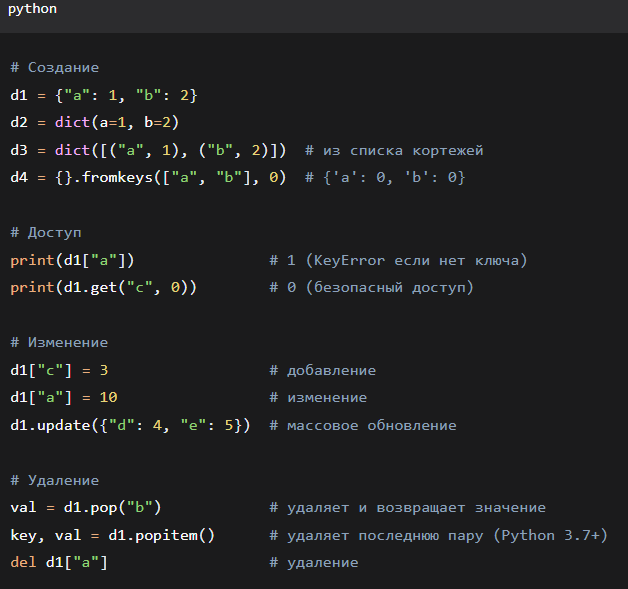 python
# Создание
d1 = {"a": 1, "b": 2}
d2 = dict(a=1, b=2)
d3 = dict([("a", 1), ("b", 2)])  # из списка кортежей
d4 = {}.fromkeys(["a", "b"], 0)  # {'a': 0, 'b': 0}
# Доступ
print(d1["a"])               # 1 (KeyError если нет ключа)
print(d1.get("c", 0))        # 0 (безопасный доступ)
# Изменение
d1["c"] = 3                  # добавление
d1["a"] = 10                 # изменение
d1.update({"d": 4, "e": 5})  # массовое обновление
# Удаление
val = d1.pop("b")            # удаляет и возвращает значение
key, val = d1.popitem()      # удаляет последнюю пару (Python 3.7+)
del d1["a"]                  # удаление